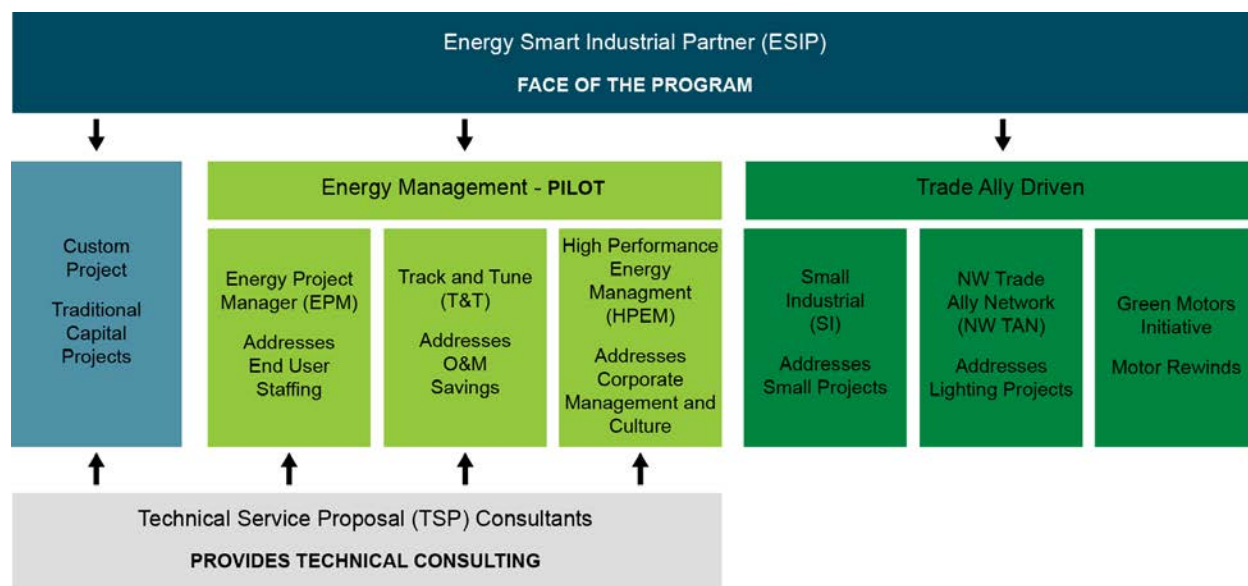 Energy Smart Industrial Partner (ESIP)
FACE OF THE PROGRAM
Custom
Project
Traditional
Capital
Projects
Energy Management - PILOT
Energy Project
Manager (EPM)
Addresses
End User
Staffing
Track and Tune
(T&T)
Addresses
O&M
Savings
High Performance
Energy
Managment
(HPEM)
Addresses
Corporate
Management and
Culture
Trade Ally Driven
Small
Industrial
(SI)
Addresses
Small Projects
NW Trade
Ally Network
(NW TAN)
Addresses
Lighting Projects
Green Motors
Initiative
Motor Rewinds
Technical Service Proposal (TSP) Consultants
PROVIDES TECHNICAL CONSULTING